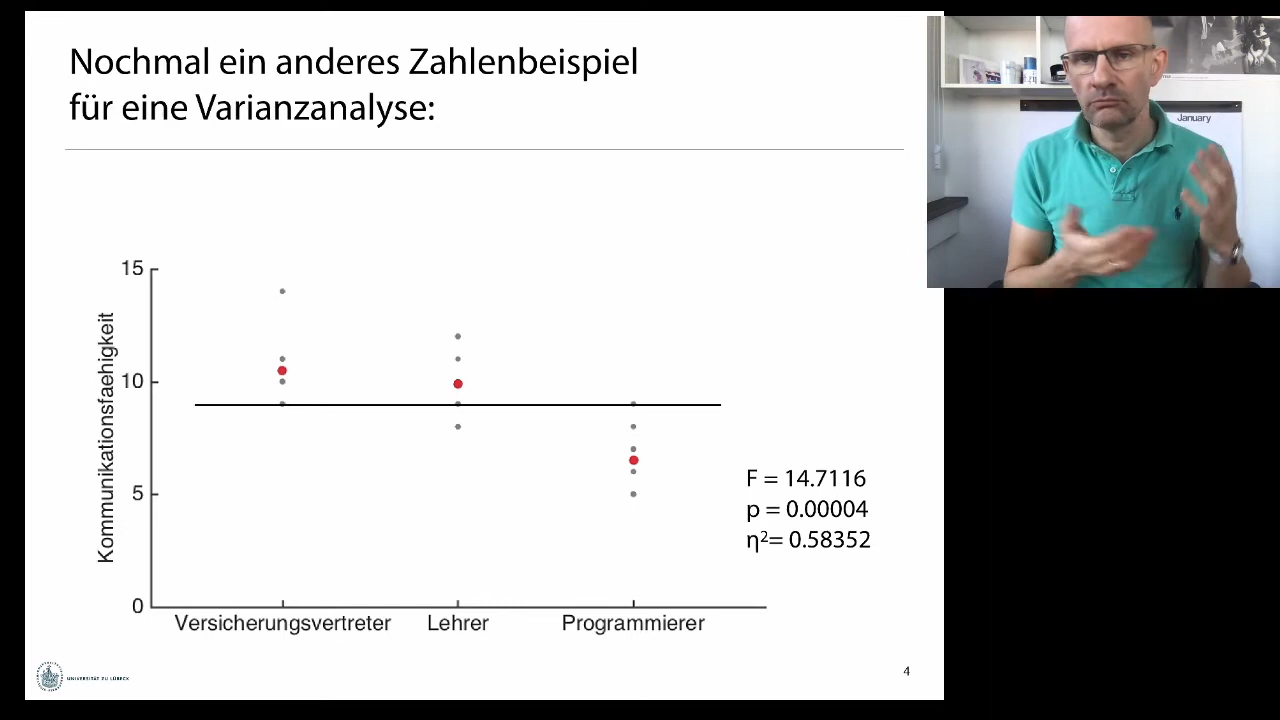 Nochmal ein anderes Zahlenbeispiel
für eine Varianzanalyse:
January
15
10
5
0
Kommunikationsfaehigkeit
F = 14.7116
p = 0.00004
η²= 0.58352
Versicherungsvertreter Lehrer Programmierer
UNIVERSITÄT ZU LÜBECK
4